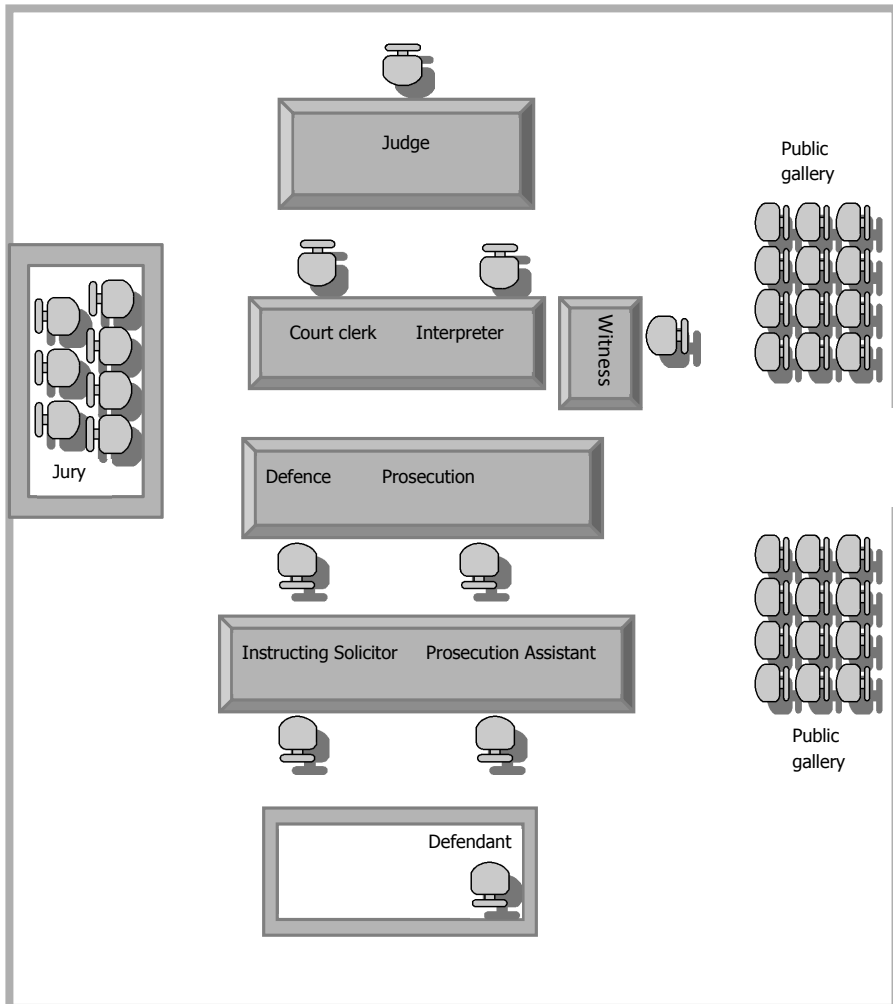 Judge
Public
gallery
Court clerk Interpreter
Witness
Jury
Defence Prosecution
Instructing Solicitor Prosecution Assistant
Public
gallery
Defendant